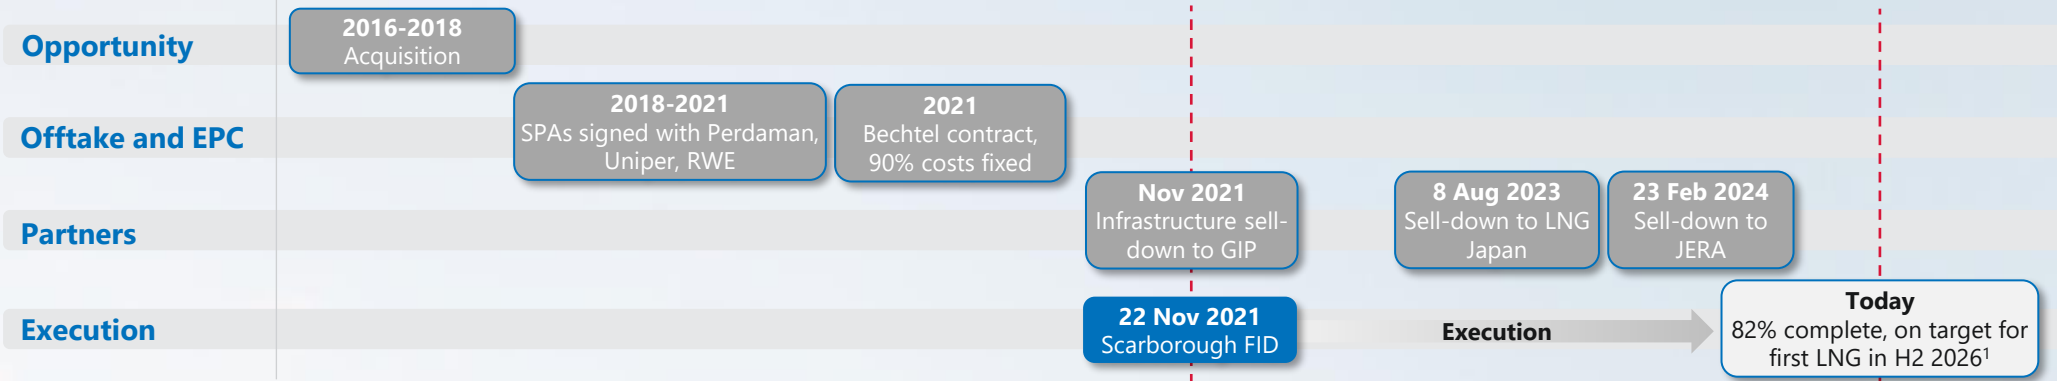 Opportunity
2016-2018
Acquisition
Offtake and EPC
2018-2021
SPAs signed with Perdaman,
Uniper, RWE
2021
Bechtel contract,
90% costs fixed
Partners
Nov 2021
Infrastructure sell-
down to GIP
8 Aug 2023
Sell-down to LNG
Japan
23 Feb 2024
Sell-down to
JERA
Execution
22 Nov 2021
Scarborough FID
Execution
Today
82% complete, on target for
first LNG in H2 2026¹